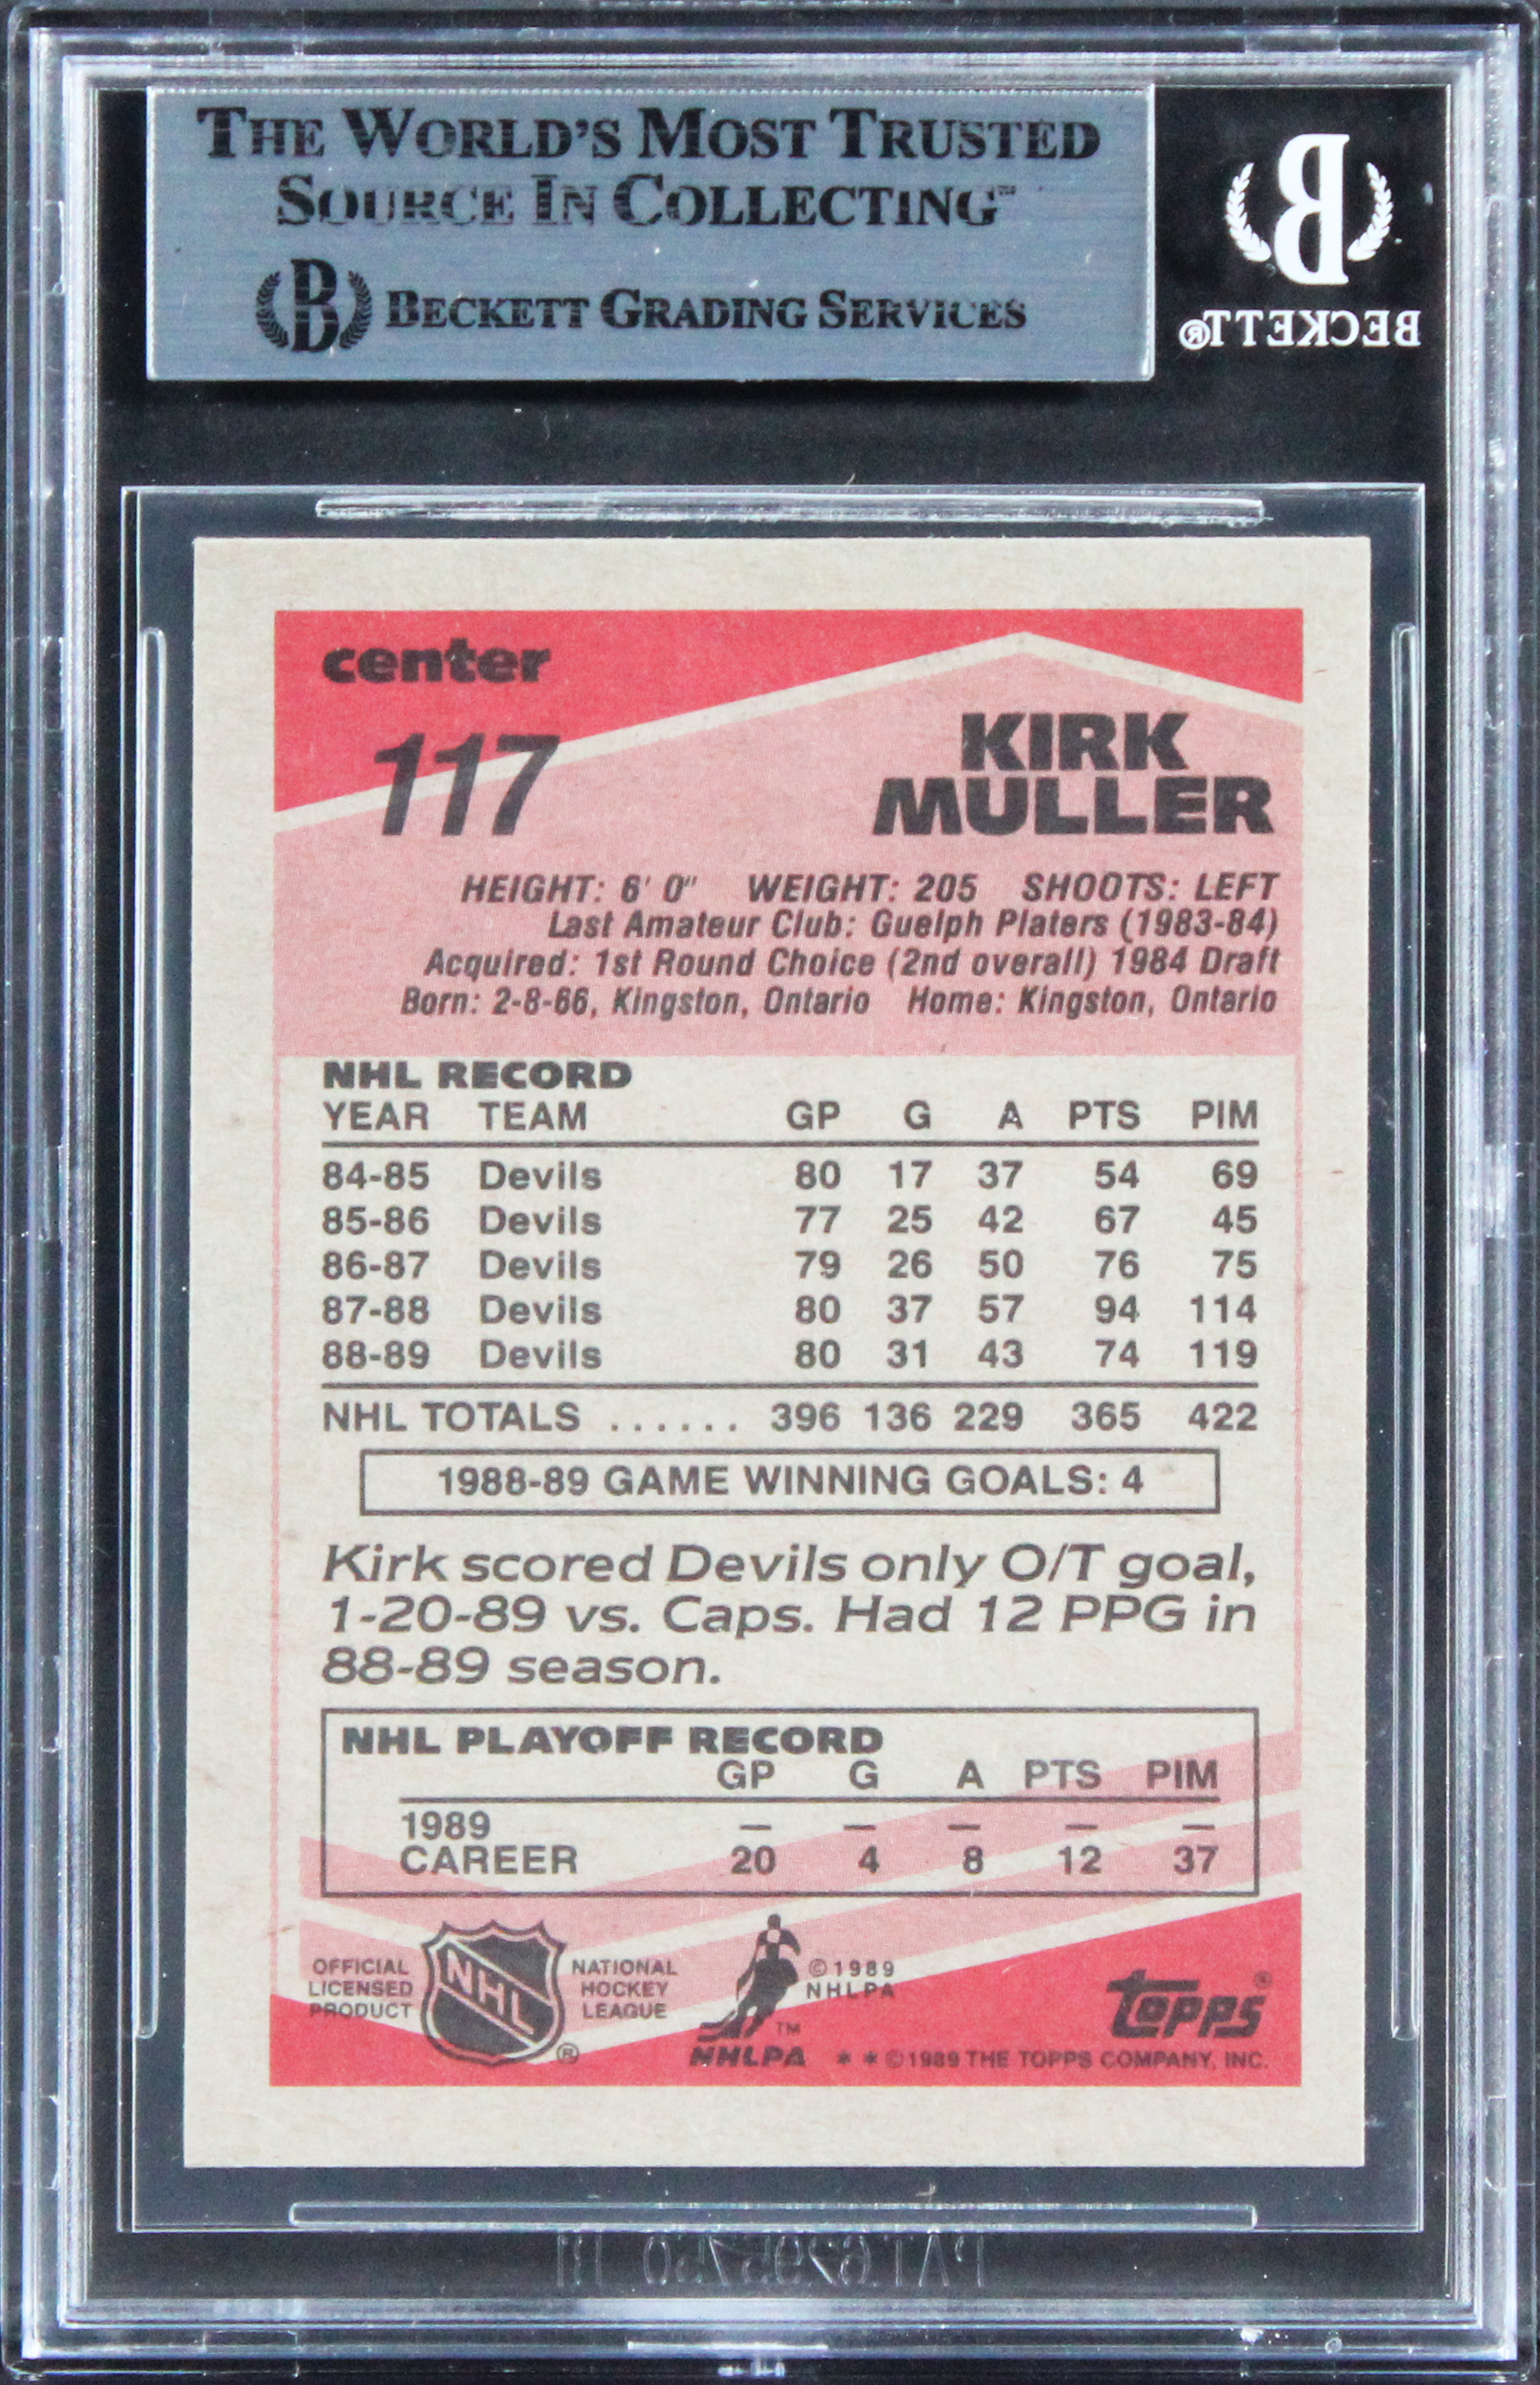 THE WORLD'S MOST TRUSTED
SOURCE IN COLLECTING™
B BECKETT GRADING SERVICES
B
BECKETT®
center
117
KIRK
MULLER
HEIGHT: 6' 0" WEIGHT: 205 SHOOTS: LEFT
Last Amateur Club: Guelph Platers (1983-84)
Acquired: 1st Round Choice (2nd overall) 1984 Draft
Born: 2-8-66, Kingston, Ontario Home: Kingston, Ontario
NHL RECORD
YEAR TEAM GP G A PTS PIM
84-85 Devils 80 17 37 54 69
85-86 Devils 77 25 42 67 45
86-87 Devils 79 26 50 76 75
87-88 Devils 80 37 57 94 114
88-89 Devils 80 31 43 74 119
NHL TOTALS ...... 396 136 229 365 422
1988-89 GAME WINNING GOALS: 4
Kirk scored Devils only O/T goal,
1-20-89 vs. Caps. Had 12 PPG in
88-89 season.
NHL PLAYOFF RECORD
GP G A PTS PIM
1989 — — — — —
CAREER 20 4 8 12 37
OFFICIAL
LICENSED
PRODUCT
NHL
®
NATIONAL
HOCKEY
LEAGUE
©1989
NHLPA
™
NHLPA
topps®
* * ©1989 THE TOPPS COMPANY, INC.